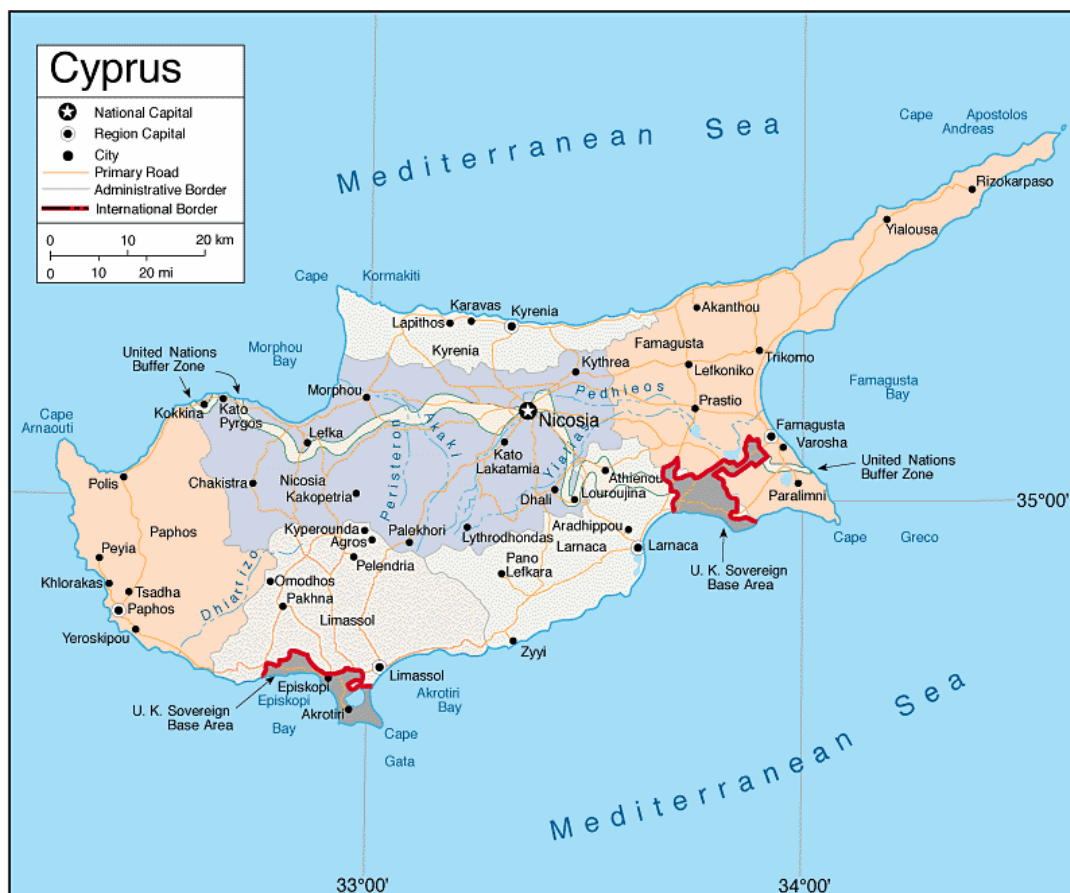 Cyprus
National Capital
Region Capital
City
Primary Road
Administrative Border
International Border
0 10 20 km
0 10 20 mi
Mediterranean Sea
Cape Apostolos
Andreas
Rizokarpaso
Yialousa
Cape Kormakiti
Karavas
Kyrenia
Lapithos
Kyrenia
Akanthou
Famagusta
Trikomo
United Nations
Buffer Zone
Morphou
Bay
Kythrea
Lefkoniko
Famagusta
Bay
Morphou
Pedhieos
Prastio
Cape
Arnaouti
Kokkina
Kato
Pyrgos
Akaki
Nicosia
Famagusta
Varosha
Lefka
Peristeron
Kato
Lakatamia
Yialias
Athienou
United Nations
Buffer Zone
Polis
Chakistra
Nicosia
Kakopetria
Dhali
Louroujina
Paralimni
35°00'
Paphos
Kyperounda
Agros
Palekhori
Lythrodhondas
Aradhippou
Larnaca
Larnaca
Cape Greco
Peyia
Pelendria
Pano
Lefkara
U. K. Sovereign
Base Area
Khlorakas
Tsadha
Dhiartizo
Omodhos
Pakhna
Paphos
Limassol
Yeroskipou
Zyyi
Limassol
Episkopi
Episkopi
Bay
Akrotiri
Bay
U. K. Sovereign
Base Area
Akrotiri
Cape
Gata
Mediterranean Sea
33°00'
34°00'